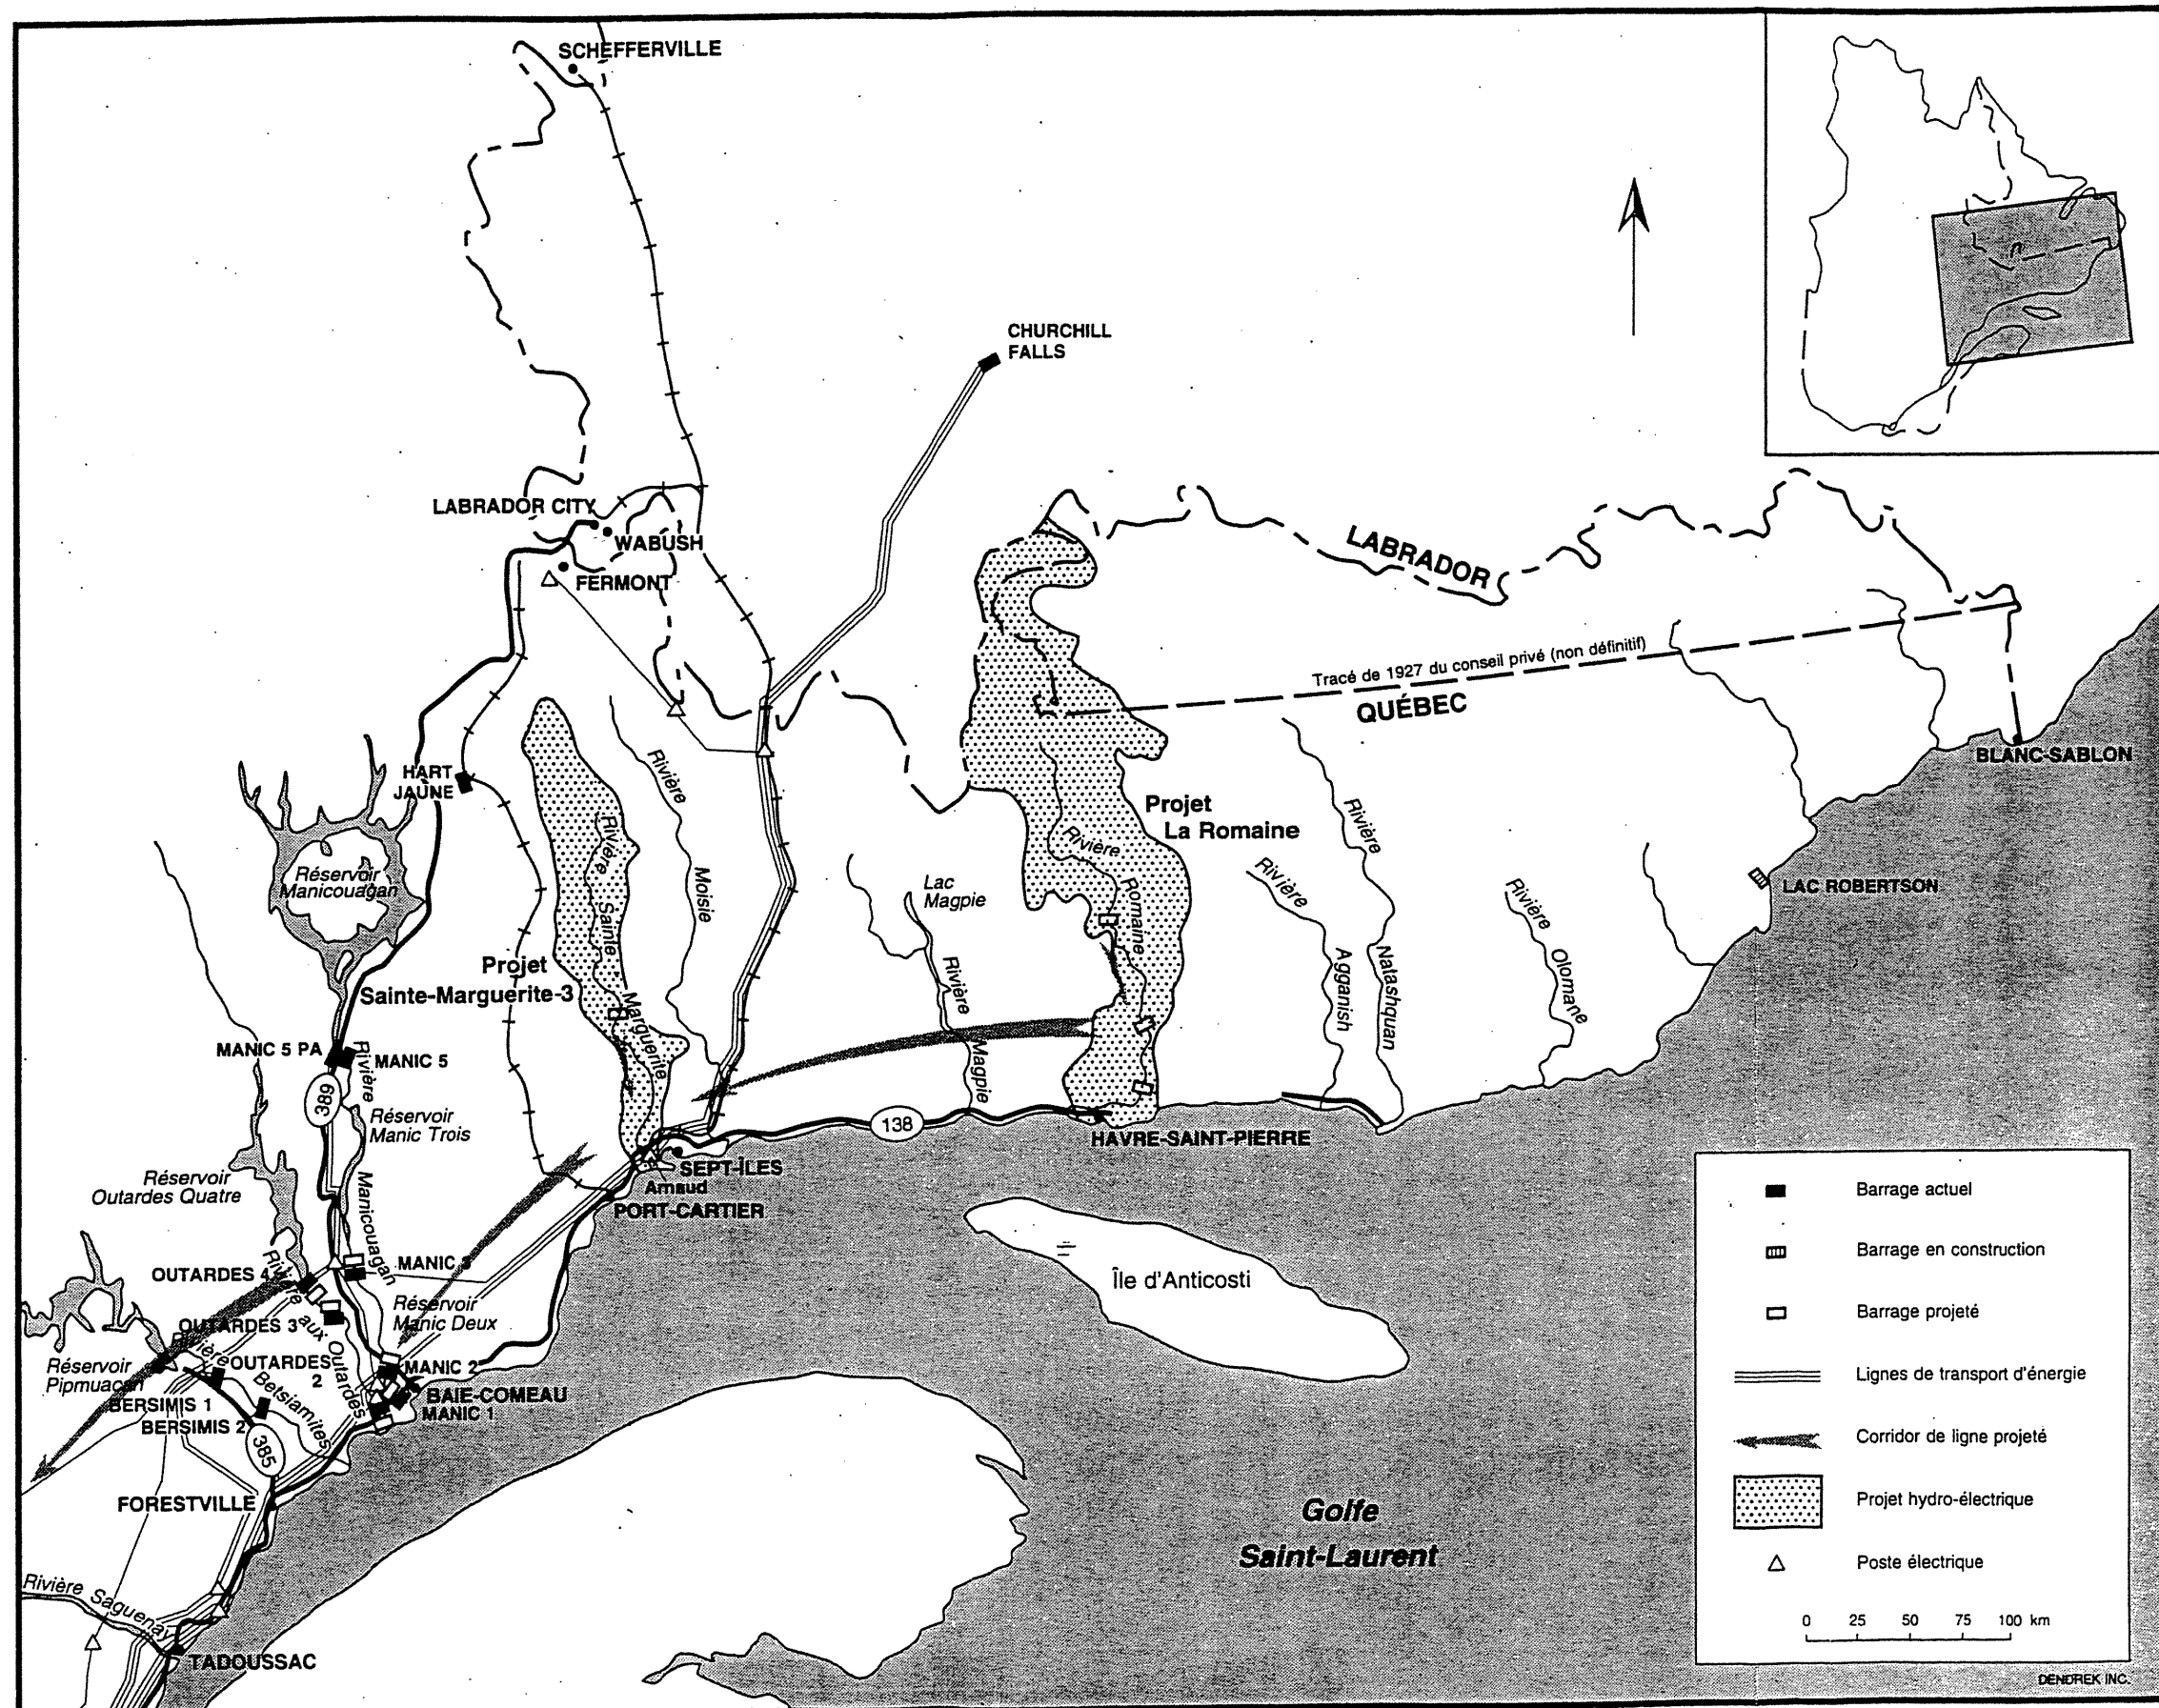 SCHEFFERVILLE
CHURCHILL
FALLS
LABRADOR CITY
WABUSH
FERMONT
LABRADOR
Tracé de 1927 du conseil privé (non définitif)
QUÉBEC
BLANC-SABLON
HART
JAUNE
Rivière
Moisie
Projet
La Romaine
Rivière
Romaine
Rivière
Natashquan
Rivière
Agganish
Rivière Olomane
LAC ROBERTSON
Réservoir
Manicouagan
Rivière Sainte Marguerite
Lac
Magpie
Rivière
Magpie
Projet
Sainte-Marguerite-3
MANIC 5 PA
MANIC 5
389
Rivière
Manicouagan
Réservoir
Manic Trois
138
HAVRE-SAINT-PIERRE
SEPT-ÎLES
Arnaud
PORT-CARTIER
Réservoir
Outardes Quatre
OUTARDES 4
MANIC 3
Rivière aux Outardes
Réservoir
Manic Deux
OUTARDES 3
Île d'Anticosti
Réservoir
Pipmuacan
Rivière
Betsiamites
OUTARDES
2
MANIC 2
BAIE-COMEAU
MANIC 1
BERSIMIS 1
BERSIMIS 2
385
FORESTVILLE
Golfe
Saint-Laurent
Rivière Saguenay
TADOUSSAC
Barrage actuel
Barrage en construction
Barrage projeté
Lignes de transport d'énergie
Corridor de ligne projeté
Projet hydro-électrique
Poste électrique
0 25 50 75 100 km
DENDREK INC.